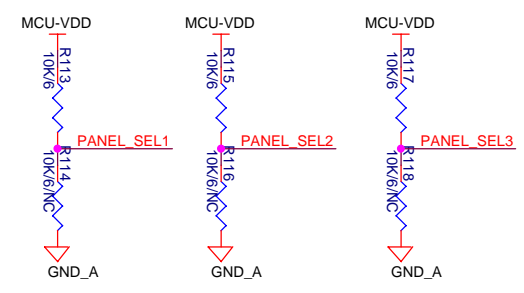 MCU-VDD
R113
10K/6
PANEL_SEL1
R114
10K/6/NC
GND_A
MCU-VDD
R115
10K/6
PANEL_SEL2
R116
10K/6/NC
GND_A
MCU-VDD
R117
10K/6
PANEL_SEL3
R118
10K/6/NC
GND_A